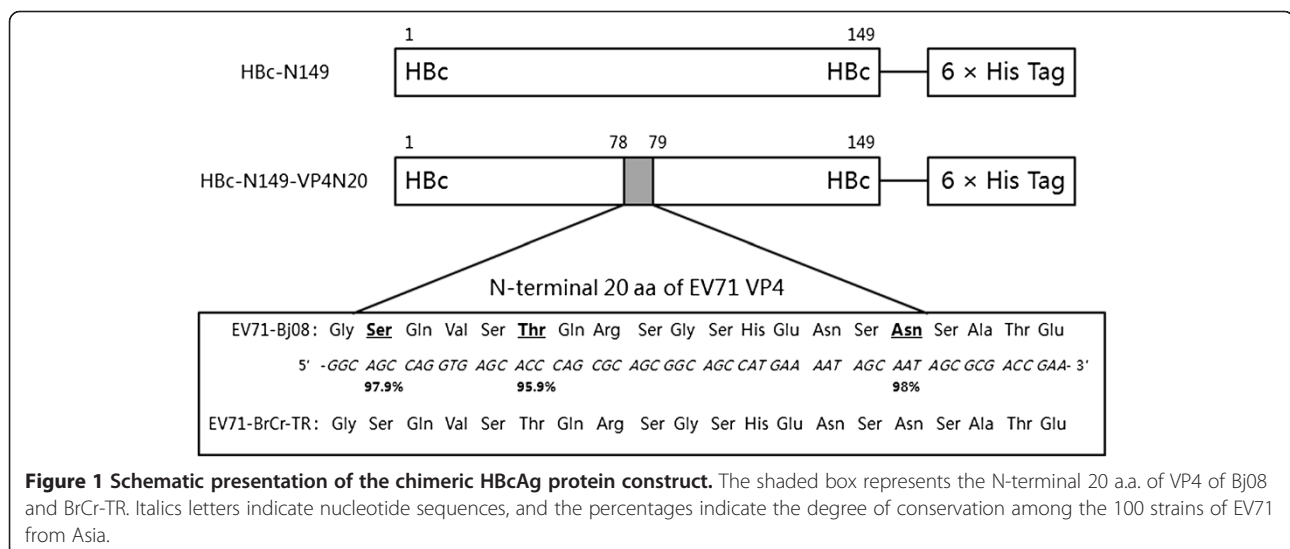 1 149
HBc-N149 HBc HBc 6 × His Tag
1 78 79 149
HBc-N149-VP4N20 HBc HBc 6 × His Tag
N-terminal 20 aa of EV71 VP4
EV71-Bj08: Gly Ser Gln Val Ser Thr Gln Arg Ser Gly Ser His Glu Asn Ser Asn Ser Ala Thr Glu
5' -GGC AGC CAG GTG AGC ACC CAG CGC AGC GGC AGC CAT GAA AAT AGC AAT AGC GCG ACC GAA- 3'
97.9% 95.9% 98%
EV71-BrCr-TR: Gly Ser Gln Val Ser Thr Gln Arg Ser Gly Ser His Glu Asn Ser Asn Ser Ala Thr Glu
Figure 1 Schematic presentation of the chimeric HBcAg protein construct. The shaded box represents the N-terminal 20 a.a. of VP4 of Bj08
and BrCr-TR. Italics letters indicate nucleotide sequences, and the percentages indicate the degree of conservation among the 100 strains of EV71
from Asia.